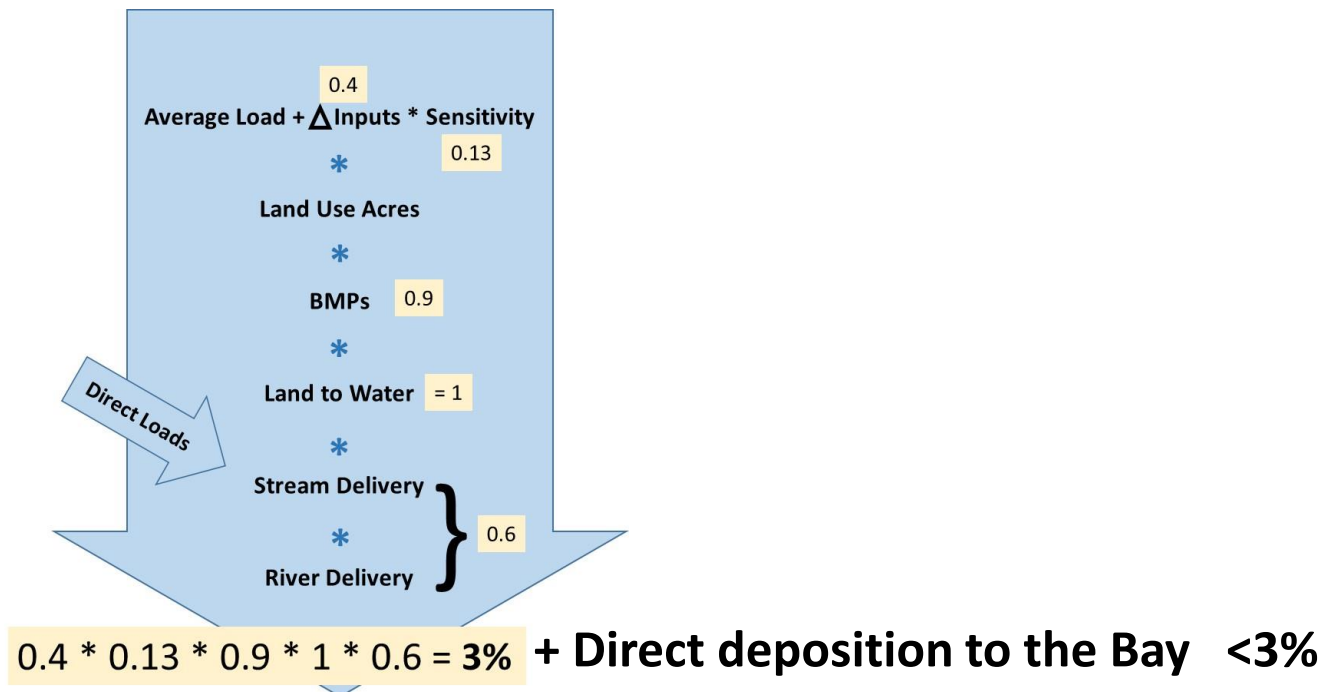 0.4
Average Load + Δ Inputs * Sensitivity
0.13
*
Land Use Acres
*
BMPs 0.9
*
Land to Water = 1
Direct Loads
*
Stream Delivery
*
} 0.6
River Delivery
0.4 * 0.13 * 0.9 * 1 * 0.6 = 3% + Direct deposition to the Bay <3%